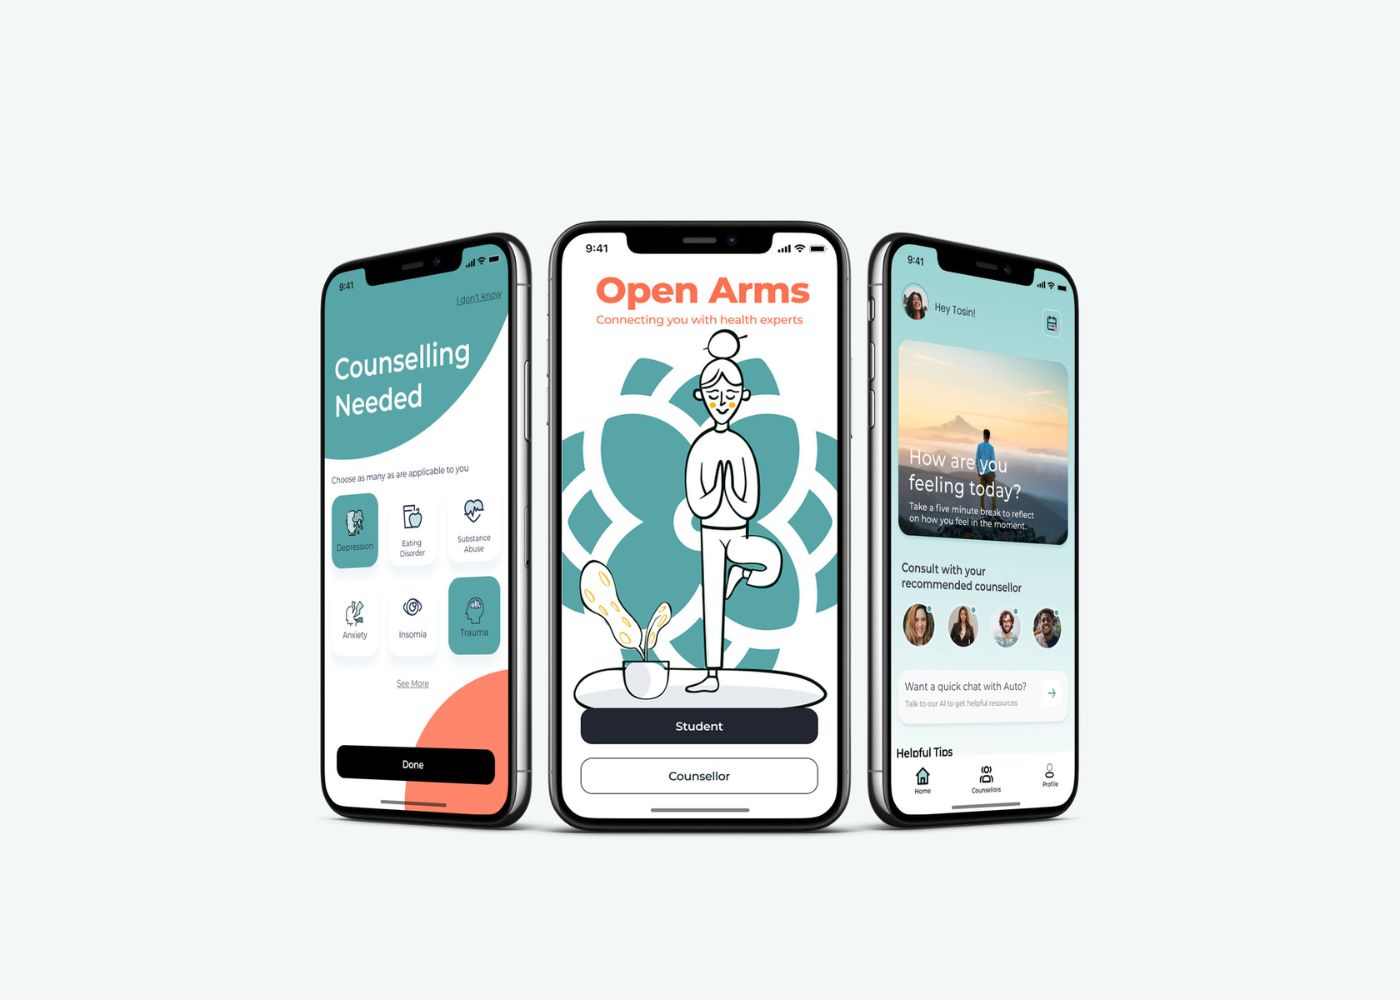 9:41
I don't know
Counselling
Needed
Choose as many as are applicable to you
Depression
Eating
Disorder
Substance
Abuse
Anxiety
Insomia
Trauma
See More
Done
9:41
Open Arms
Connecting you with health experts
Student
Counsellor
9:41
Hey Tosin!
How are you
feeling today?
Take a five minute break to reflect
on how you feel in the moment.
Consult with your
recommended counsellor
Want a quick chat with Auto?
Talk to our AI to get helpful resources
Helpful Tips
Home
Counsellors
Profile